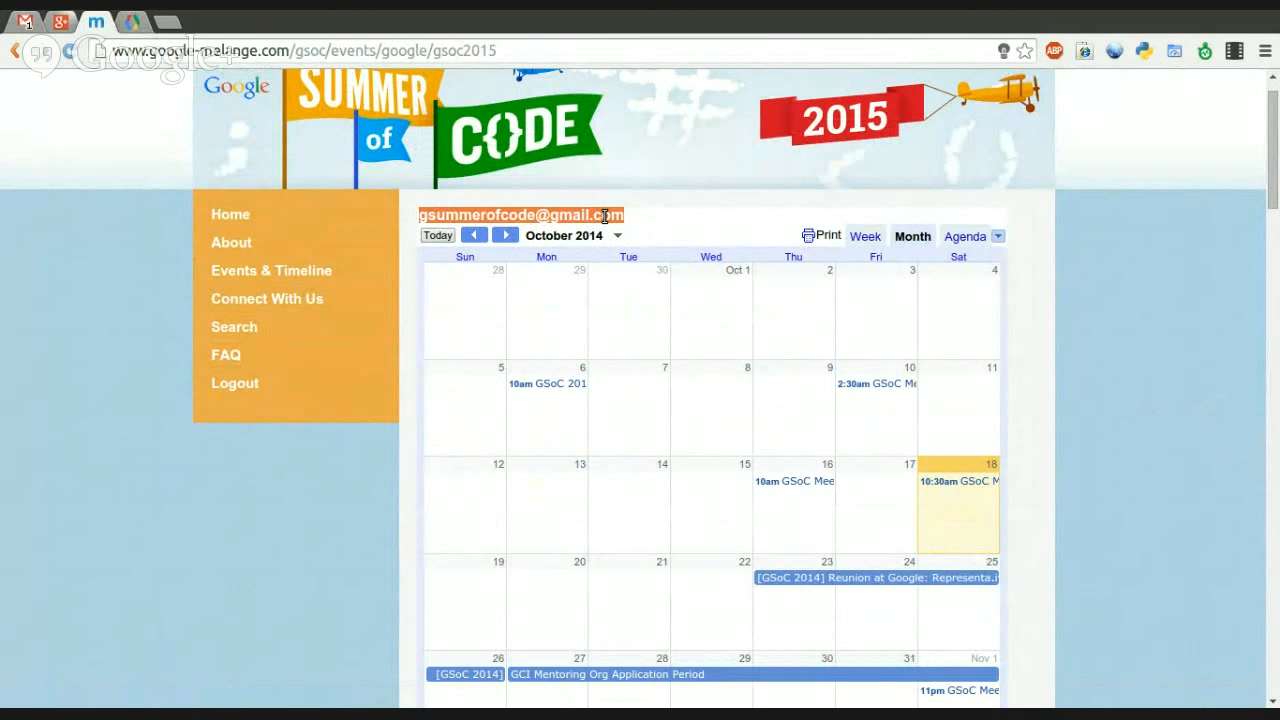 1
g+
m
www.google-melange.com/gsoc/events/google/gsoc2015
ABP
Google+
Google
SUMMER
of
C{}DE
2015
Home
About
Events & Timeline
Connect With Us
Search
FAQ
Logout
gsummerofcode@gmail.com
Today October 2014 Print Week Month Agenda
Sun Mon Tue Wed Thu Fri Sat
28 29 30 Oct 1 2 3 4
5 6 7 8 9 10 11
10am GSoC 201 2:30am GSoC Me
12 13 14 15 16 17 18
10am GSoC Mee 10:30am GSoC M
19 20 21 22 23 24 25
[GSoC 2014] Reunion at Google: Representa
26 27 28 29 30 31 Nov 1
[GSoC 2014] GCI Mentoring Org Application Period
11pm GSoC Mee